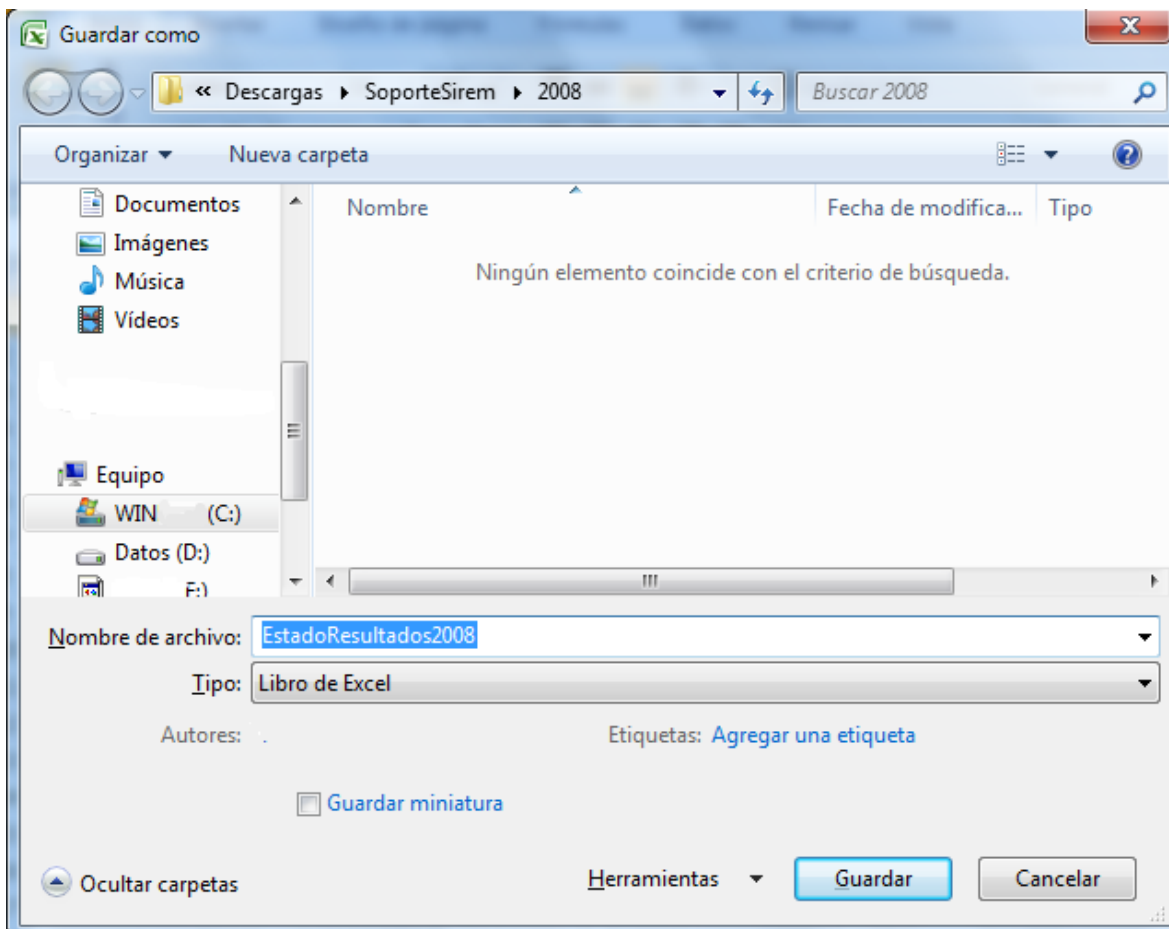 Guardar como
« Descargas SoporteSirem 2008 Buscar 2008
Organizar Nueva carpeta
Documentos
Imágenes
Música
Vídeos
Equipo
WIN (C:)
Datos (D:)
E:)
Nombre Fecha de modifica... Tipo
Ningún elemento coincide con el criterio de búsqueda.
Nombre de archivo: EstadoResultados2008
Tipo: Libro de Excel
Autores: Etiquetas: Agregar una etiqueta
Guardar miniatura
Ocultar carpetas Herramientas Guardar Cancelar